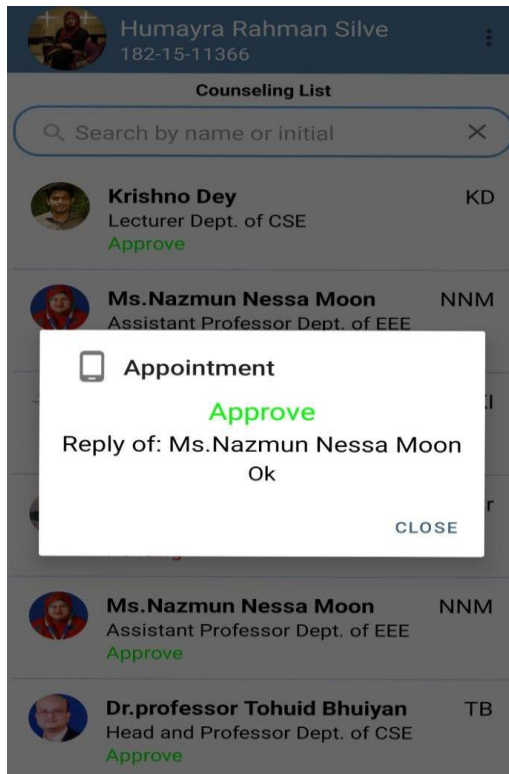 Humayra Rahman Silve
182-15-11366
Counseling List
Search by name or initial
Krishno Dey
KD
Lecturer Dept. of CSE
Approve
Ms.Nazmun Nessa Moon
NNM
Assistant Professor Dept. of EEE
Appointment
Approve
Reply of: Ms.Nazmun Nessa Moon
Ok
CLOSE
Ms.Nazmun Nessa Moon
NNM
Assistant Professor Dept. of EEE
Approve
Dr.professor Tohuid Bhuiyan
TB
Head and Professor Dept. of CSE
Approve